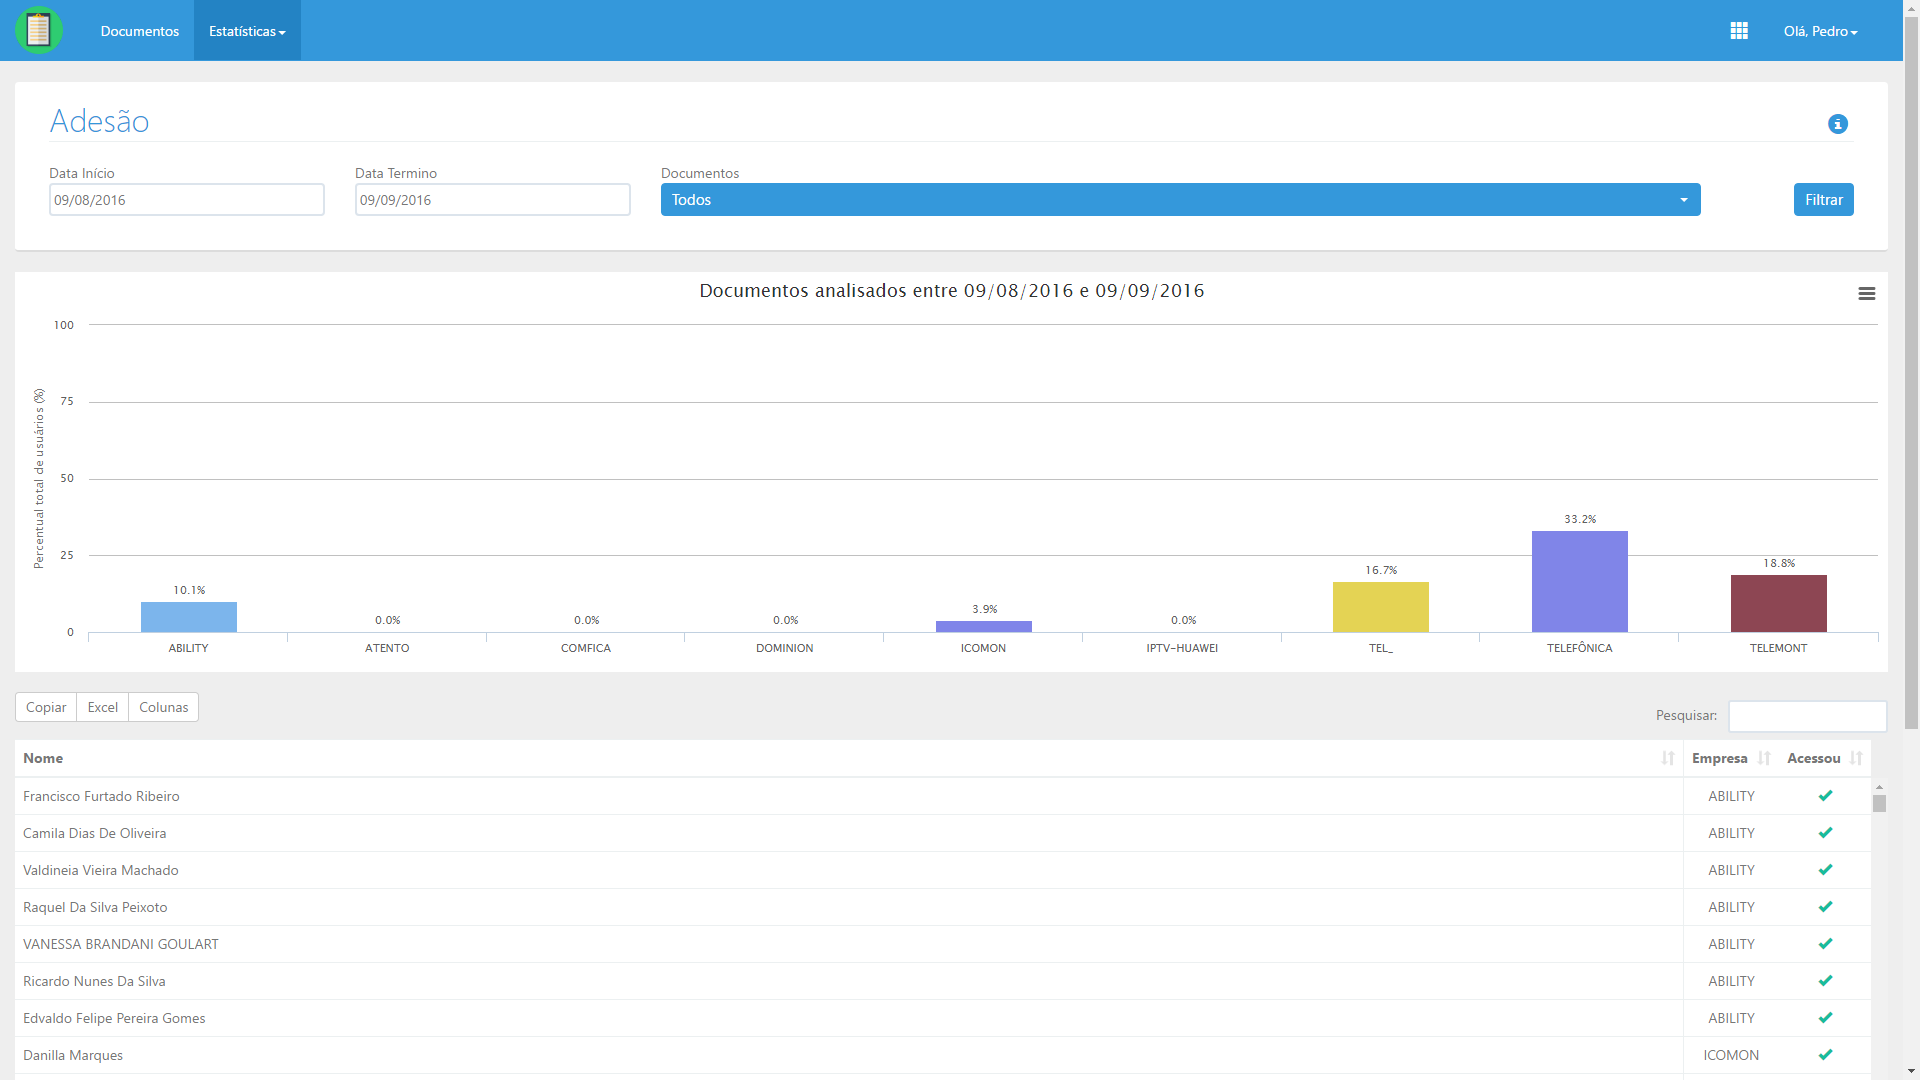 Documentos Estatísticas Olá, Pedro
Adesão
Data Início Data Termino Documentos
09/08/2016 09/09/2016 Todos Filtrar
Documentos analisados entre 09/08/2016 e 09/09/2016
Percentual total de usuários (%)
100
75
50
25
0
10.1% 0.0% 0.0% 0.0% 3.9% 0.0% 16.7% 33.2% 18.8%
ABILITY ATENTO COMFICA DOMINION ICOMON IPTV-HUAWEI TEL_ TELEFÔNICA TELEMONT
Copiar Excel Colunas Pesquisar:
Nome Empresa Acessou
Francisco Furtado Ribeiro ABILITY
Camila Dias De Oliveira ABILITY
Valdineia Vieira Machado ABILITY
Raquel Da Silva Peixoto ABILITY
VANESSA BRANDANI GOULART ABILITY
Ricardo Nunes Da Silva ABILITY
Edvaldo Felipe Pereira Gomes ABILITY
Danilla Marques ICOMON